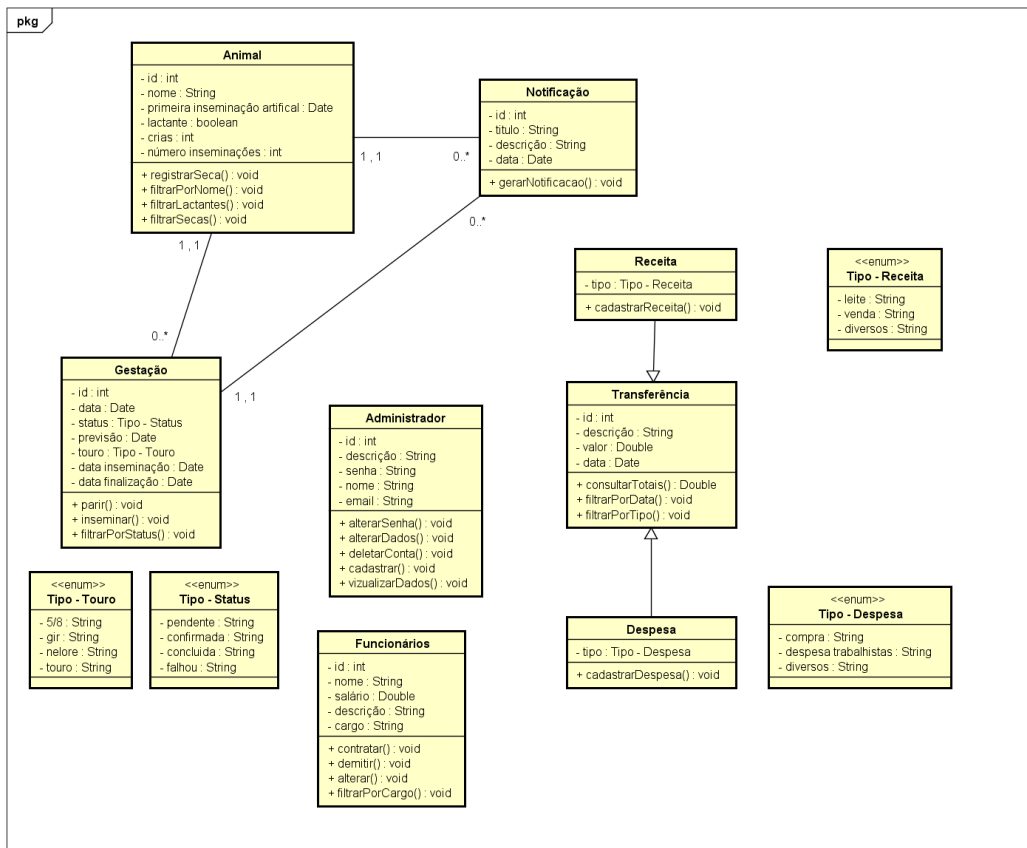 pkg
Animal
- id : int
- nome : String
- primeira inseminação artifical : Date
- lactante : boolean
- crias : int
- número inseminações : int
+ registrarSeca() : void
+ filtrarPorNome() : void
+ filtrarLactantes() : void
+ filtrarSecas() : void
Notificação
- id : int
- titulo : String
- descrição : String
- data : Date
+ gerarNotificacao() : void
1 , 1
0..*
0..*
1 , 1
0..*
1 , 1
Gestação
- id : int
- data : Date
- status : Tipo - Status
- previsão : Date
- touro : Tipo - Touro
- data inseminação : Date
- data finalização : Date
+ parir() : void
+ inseminar() : void
+ filtrarPorStatus() : void
Receita
- tipo : Tipo - Receita
+ cadastrarReceita() : void
<<enum>>
Tipo - Receita
- leite : String
- venda : String
- diversos : String
Transferência
- id : int
- descrição : String
- valor : Double
- data : Date
+ consultarTotais() : Double
+ filtrarPorData() : void
+ filtrarPorTipo() : void
Administrador
- id : int
- descrição : String
- senha : String
- nome : String
- email : String
+ alterarSenha() : void
+ alterarDados() : void
+ deletarConta() : void
+ cadastrar() : void
+ vizualizarDados() : void
<<enum>>
Tipo - Touro
- 5/8 : String
- gir : String
- nelore : String
- touro : String
<<enum>>
Tipo - Status
- pendente : String
- confirmada : String
- concluida : String
- falhou : String
Funcionários
- id : int
- nome : String
- salário : Double
- descrição : String
- cargo : String
+ contratar() : void
+ demitir() : void
+ alterar() : void
+ filtrarPorCargo() : void
Despesa
- tipo : Tipo - Despesa
+ cadastrarDespesa() : void
<<enum>>
Tipo - Despesa
- compra : String
- despesa trabalhistas : String
- diversos : String